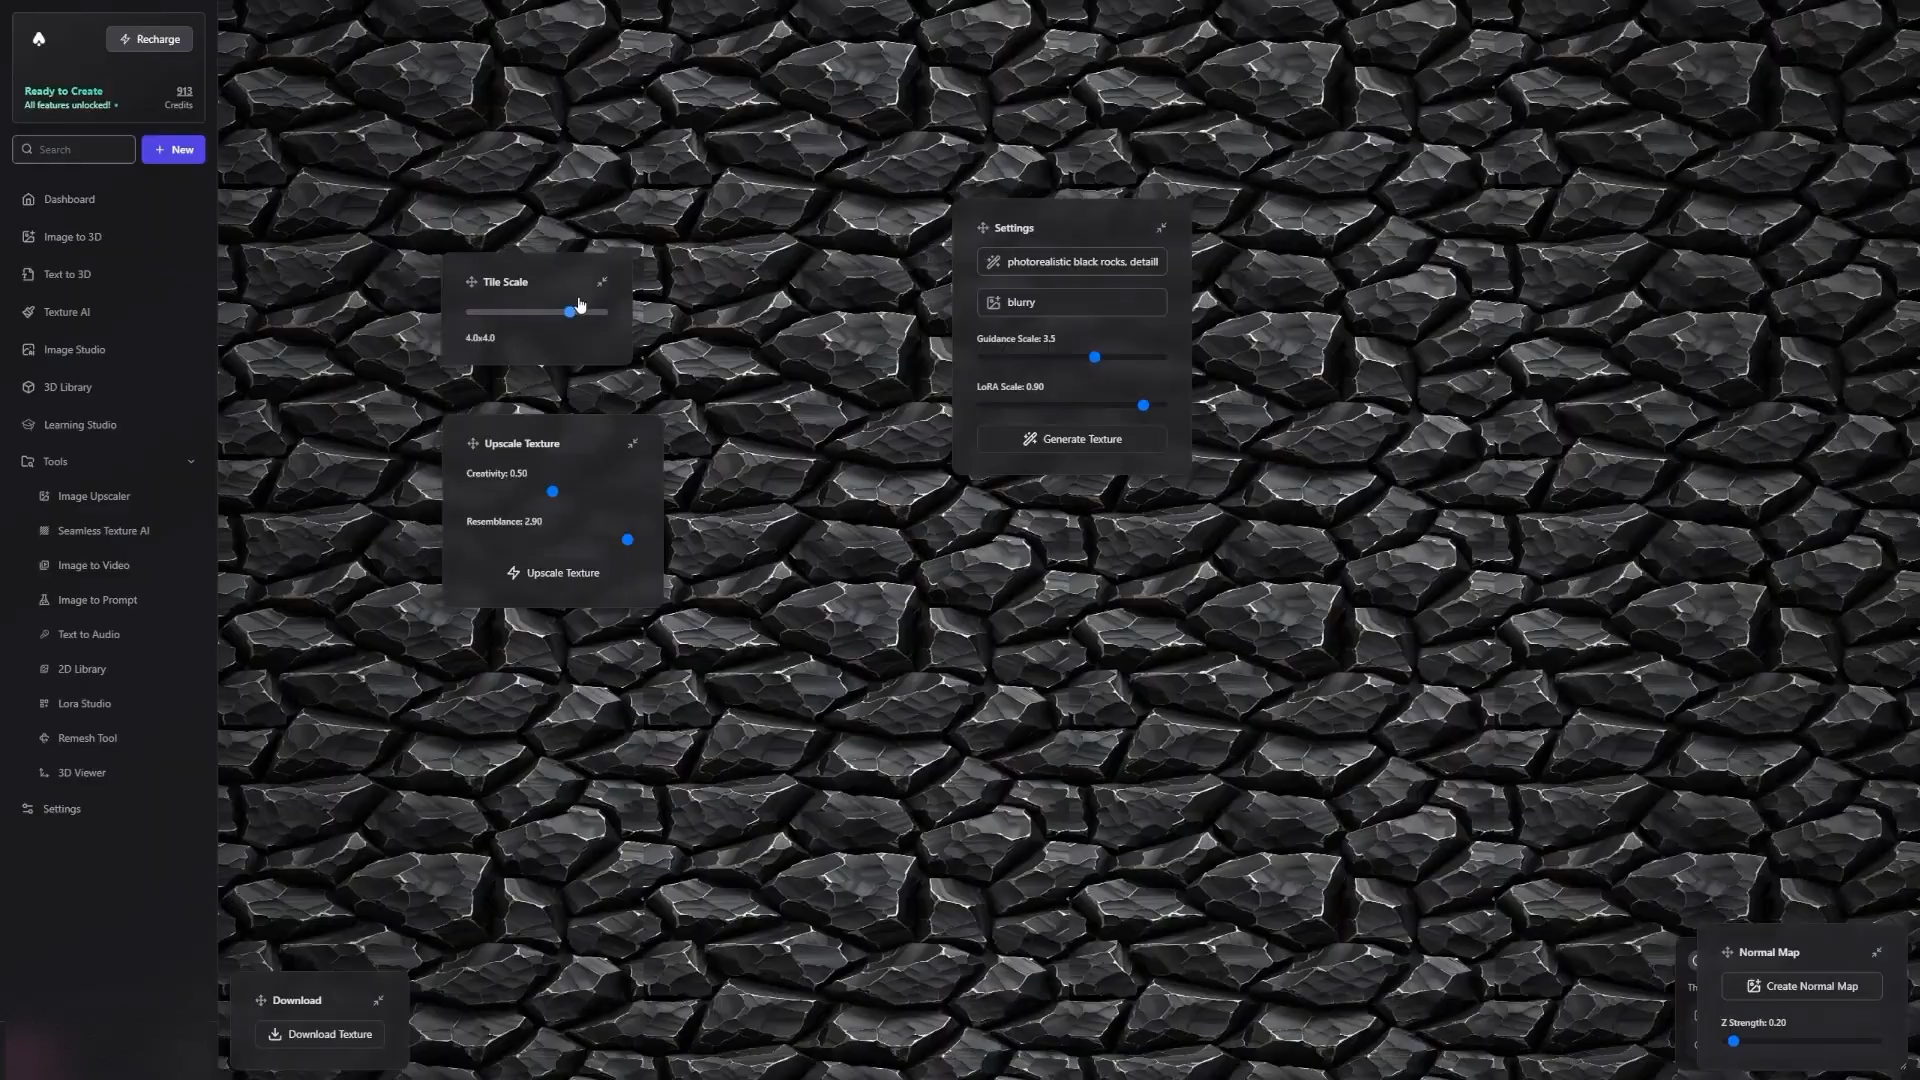 Recharge
Ready to Create
913
All features unlocked!
Credits
Search
New
Dashboard
Image to 3D
Text to 3D
Texture AI
Image Studio
3D Library
Learning Studio
Tools
Image Upscaler
Seamless Texture AI
Image to Video
Image to Prompt
Text to Audio
2D Library
Lora Studio
Remesh Tool
3D Viewer
Settings
Tile Scale
4.0x4.0
Upscale Texture
Creativity: 0.50
Resemblance: 2.90
Upscale Texture
Settings
photorealistic black rocks, detaill
blurry
Guidance Scale: 3.5
LoRA Scale: 0.90
Generate Texture
Download
Download Texture
Normal Map
Create Normal Map
Z Strength: 0.20